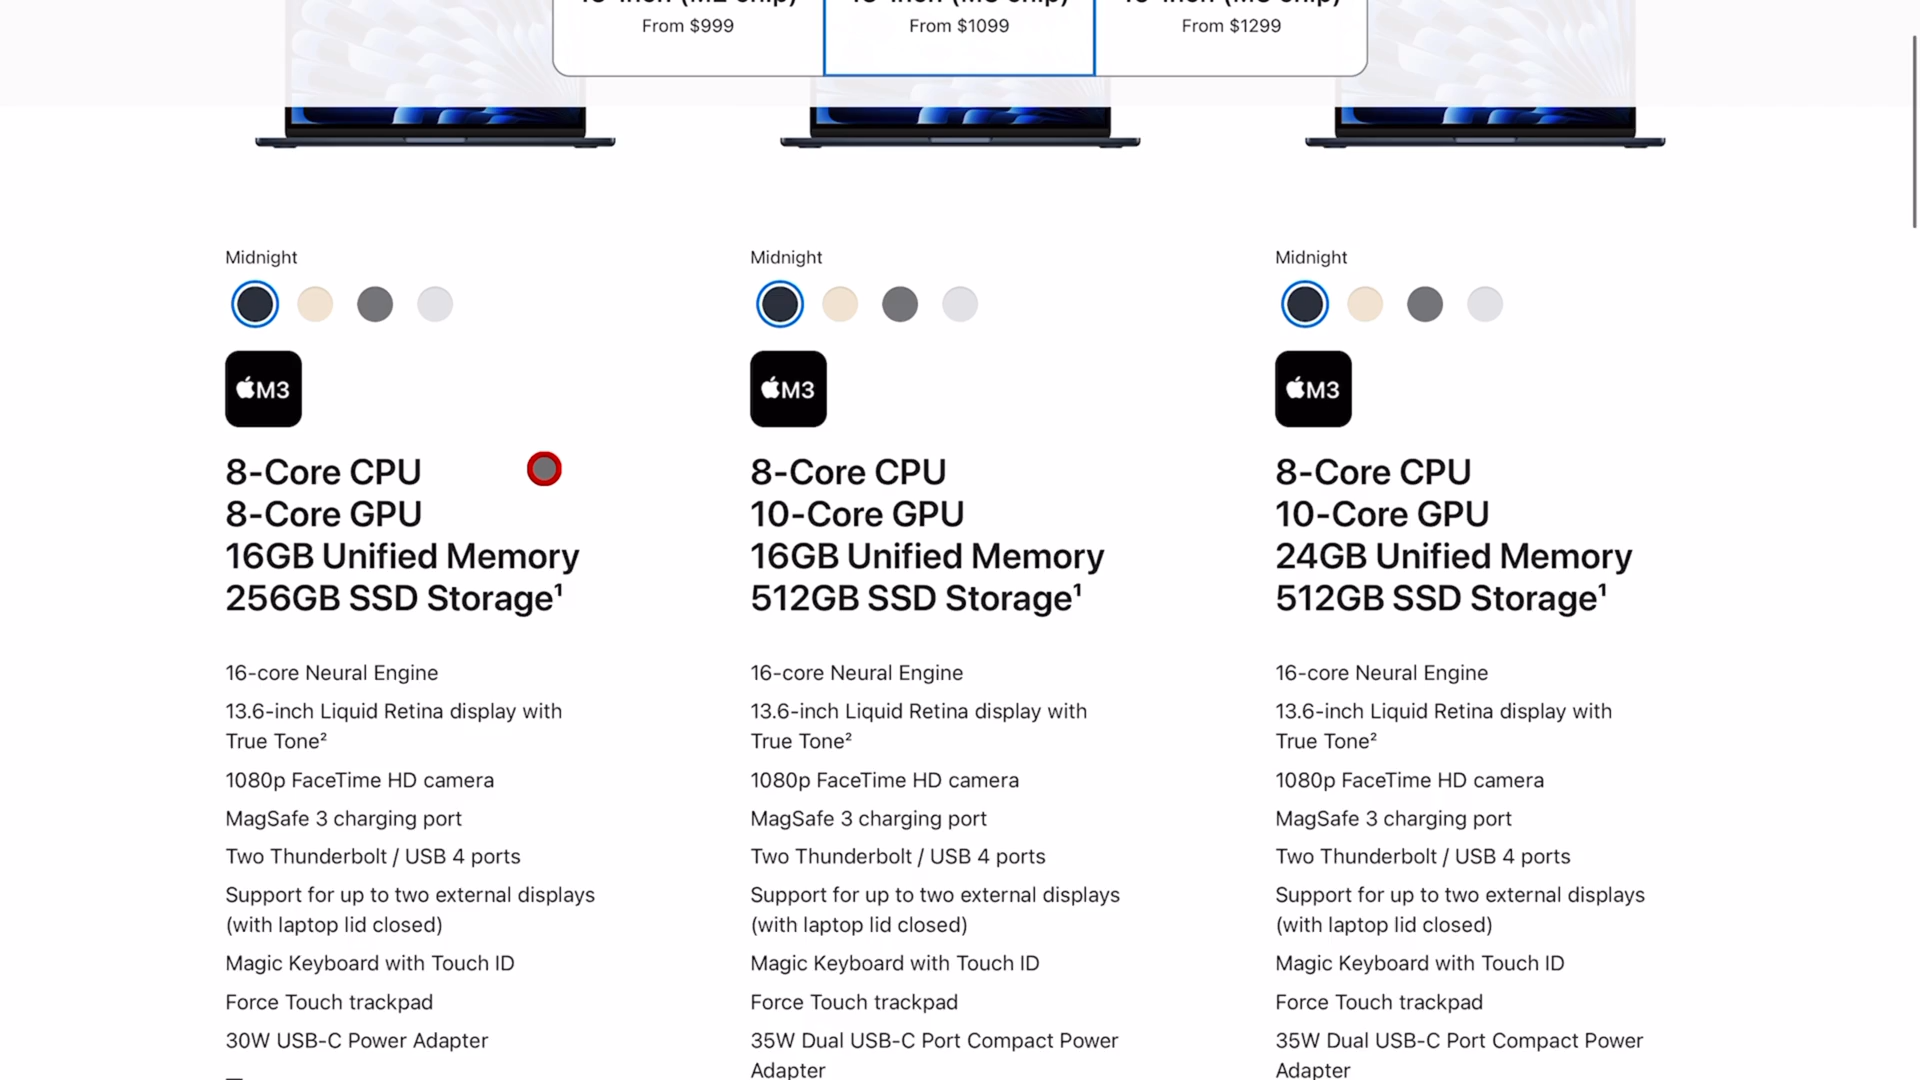 From $999
From $1099
From $1299
Midnight
Midnight
Midnight
M3
M3
M3
8-Core CPU
8-Core GPU
16GB Unified Memory
256GB SSD Storage¹
16-core Neural Engine
13.6-inch Liquid Retina display with
True Tone²
1080p FaceTime HD camera
MagSafe 3 charging port
Two Thunderbolt / USB 4 ports
Support for up to two external displays
(with laptop lid closed)
Magic Keyboard with Touch ID
Force Touch trackpad
30W USB-C Power Adapter
8-Core CPU
10-Core GPU
16GB Unified Memory
512GB SSD Storage¹
16-core Neural Engine
13.6-inch Liquid Retina display with
True Tone²
1080p FaceTime HD camera
MagSafe 3 charging port
Two Thunderbolt / USB 4 ports
Support for up to two external displays
(with laptop lid closed)
Magic Keyboard with Touch ID
Force Touch trackpad
35W Dual USB-C Port Compact Power
Adapter
8-Core CPU
10-Core GPU
24GB Unified Memory
512GB SSD Storage¹
16-core Neural Engine
13.6-inch Liquid Retina display with
True Tone²
1080p FaceTime HD camera
MagSafe 3 charging port
Two Thunderbolt / USB 4 ports
Support for up to two external displays
(with laptop lid closed)
Magic Keyboard with Touch ID
Force Touch trackpad
35W Dual USB-C Port Compact Power
Adapter